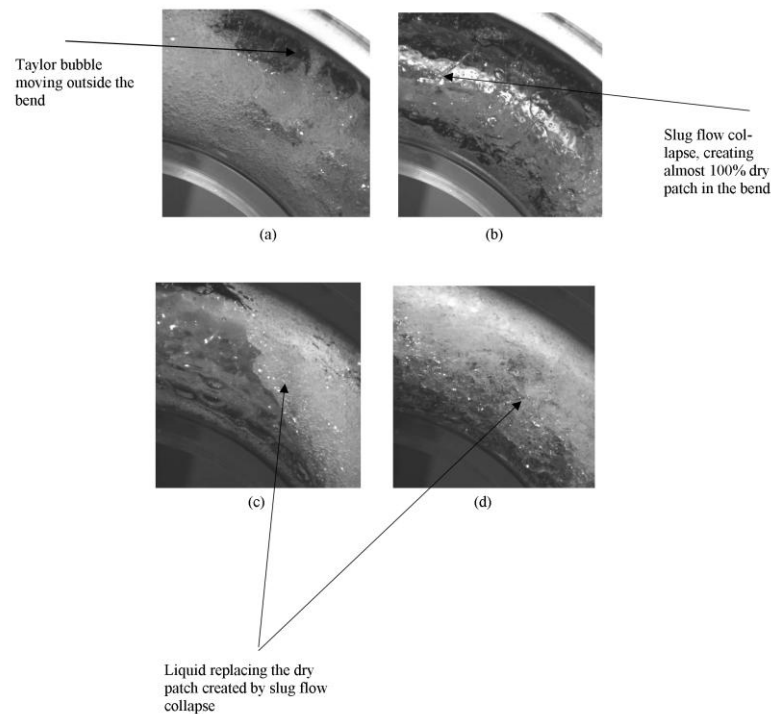 Taylor bubble
moving outside the
bend
Slug flow col-
lapse, creating
almost 100% dry
patch in the bend
(a)
(b)
(c)
(d)
Liquid replacing the dry
patch created by slug flow
collapse